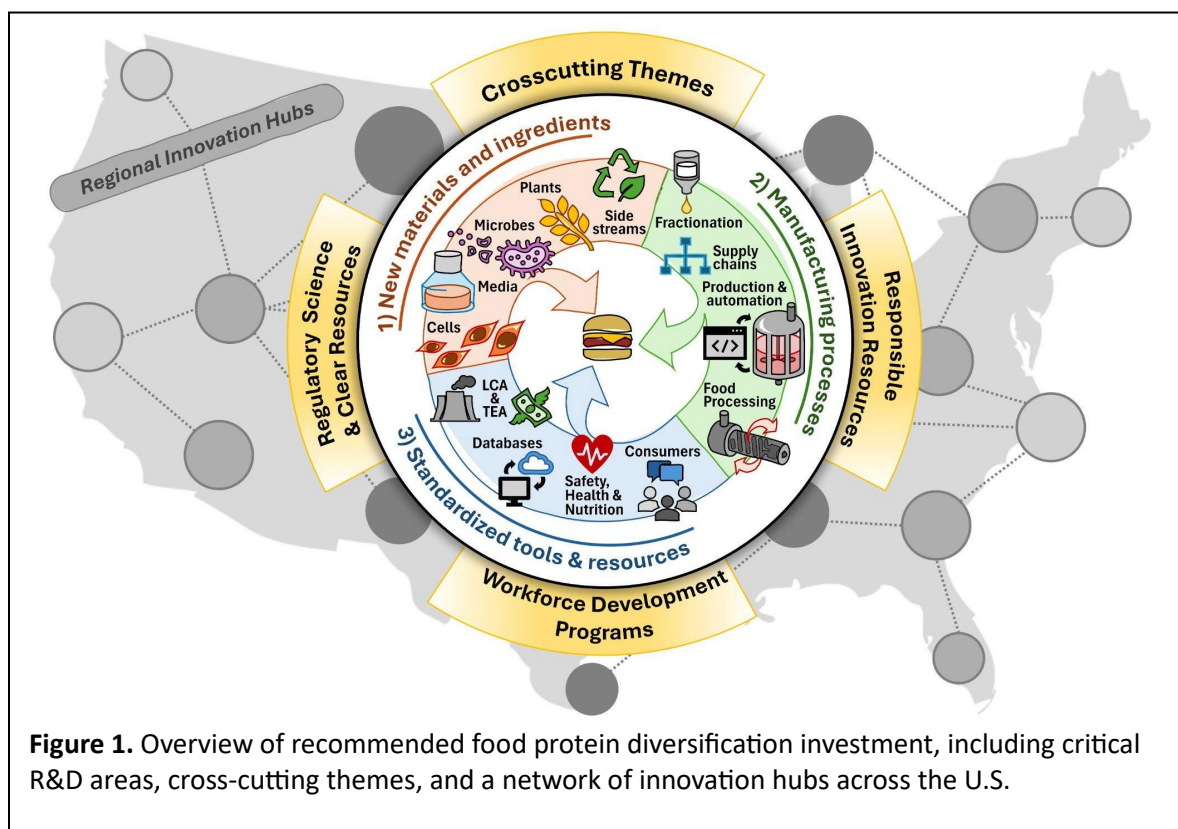 Crosscutting Themes
Regional Innovation Hubs
1) New materials and ingredients
Plants
Side
streams
Microbes
Media
Cells
2) Manufacturing processes
Fractionation
Supply
chains
Production &
automation
</>
Food
Processing
Regulatory Science
& Clear Resources
Responsible
Innovation Resources
LCA
&
TEA
Databases
Safety,
Health &
Nutrition
Consumers
3) Standardized tools & resources
Workforce Development
Programs
Figure 1. Overview of recommended food protein diversification investment, including critical
R&D areas, cross-cutting themes, and a network of innovation hubs across the U.S.